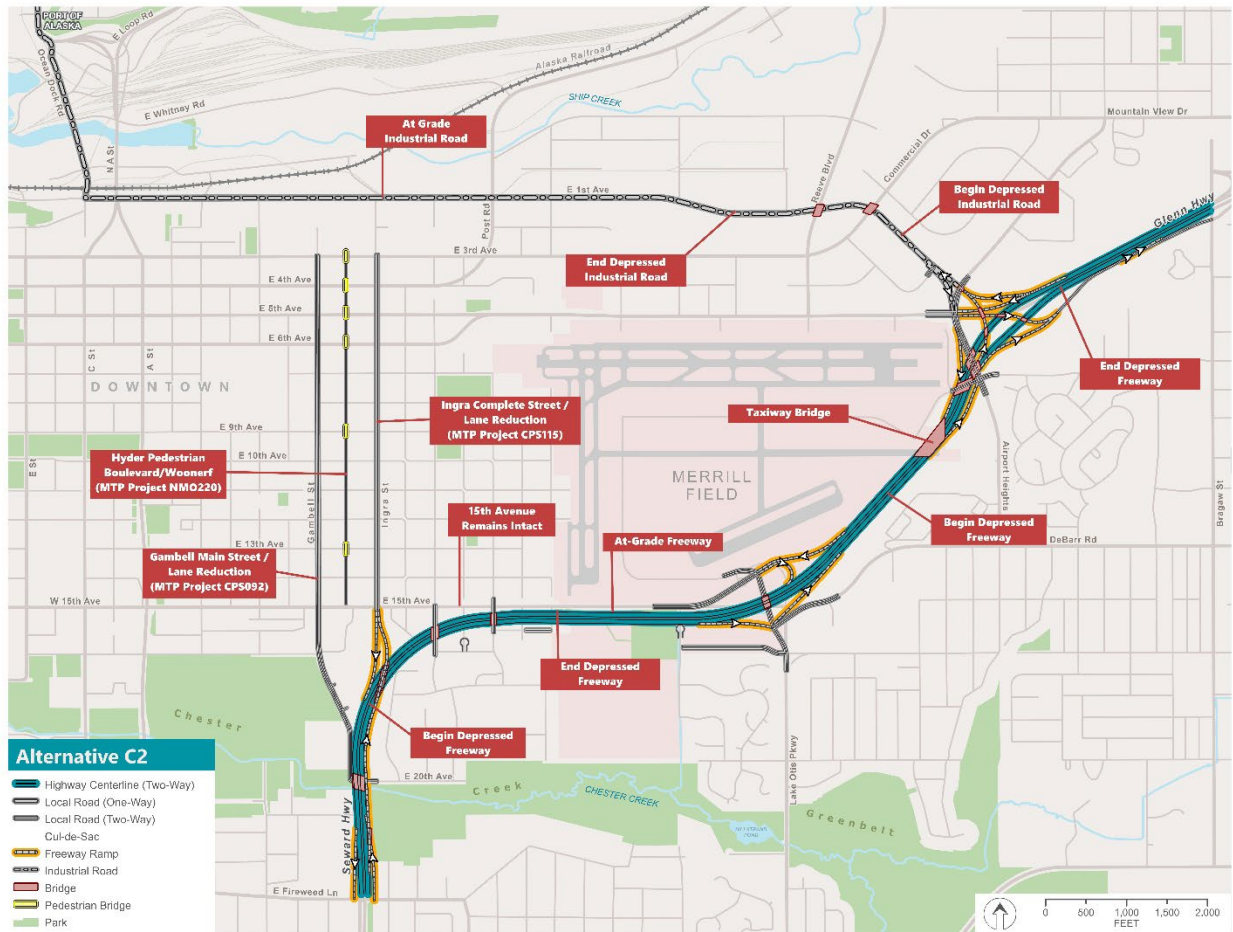 PORT OF
ALASKA
E Loop Rd
Ocean Dock Rd
E Whitney Rd
Alaska Railroad
SHIP CREEK
N A St
At Grade
Industrial Road
Mountain View Dr
Commercial Dr
Reeve Blvd
E 1st Ave
Post Rd
Begin Depressed
Industrial Road
Glenn Hwy
E 3rd Ave
End Depressed
Industrial Road
E 4th Ave
E 5th Ave
E 6th Ave
C St
A St
DOWNTOWN
End Depressed
Freeway
Ingra Complete Street /
Lane Reduction
(MTP Project CPS115)
Taxiway Bridge
E 9th Ave
E 10th Ave
E St
Hyder Pedestrian
Boulevard/Woonerf
(MTP Project NMO220)
Gambell St
Ingra St
MERRILL
FIELD
Airport Heights
Bragaw St
15th Avenue
Remains Intact
Begin Depressed
Freeway
At-Grade Freeway
DeBarr Rd
E 13th Ave
Gambell Main Street /
Lane Reduction
(MTP Project CPS092)
W 15th Ave
E 15th Ave
End Depressed
Freeway
Chester
Begin Depressed
Freeway
E 20th Ave
Creek
CHESTER CREEK
Lake Otis Pkwy
Greenbelt
Seward Hwy
E Fireweed Ln
Alternative C2
Highway Centerline (Two-Way)
Local Road (One-Way)
Local Road (Two-Way)
Cul-de-Sac
Freeway Ramp
Industrial Road
Bridge
Pedestrian Bridge
Park
0 500 1,000 1,500 2,000
FEET